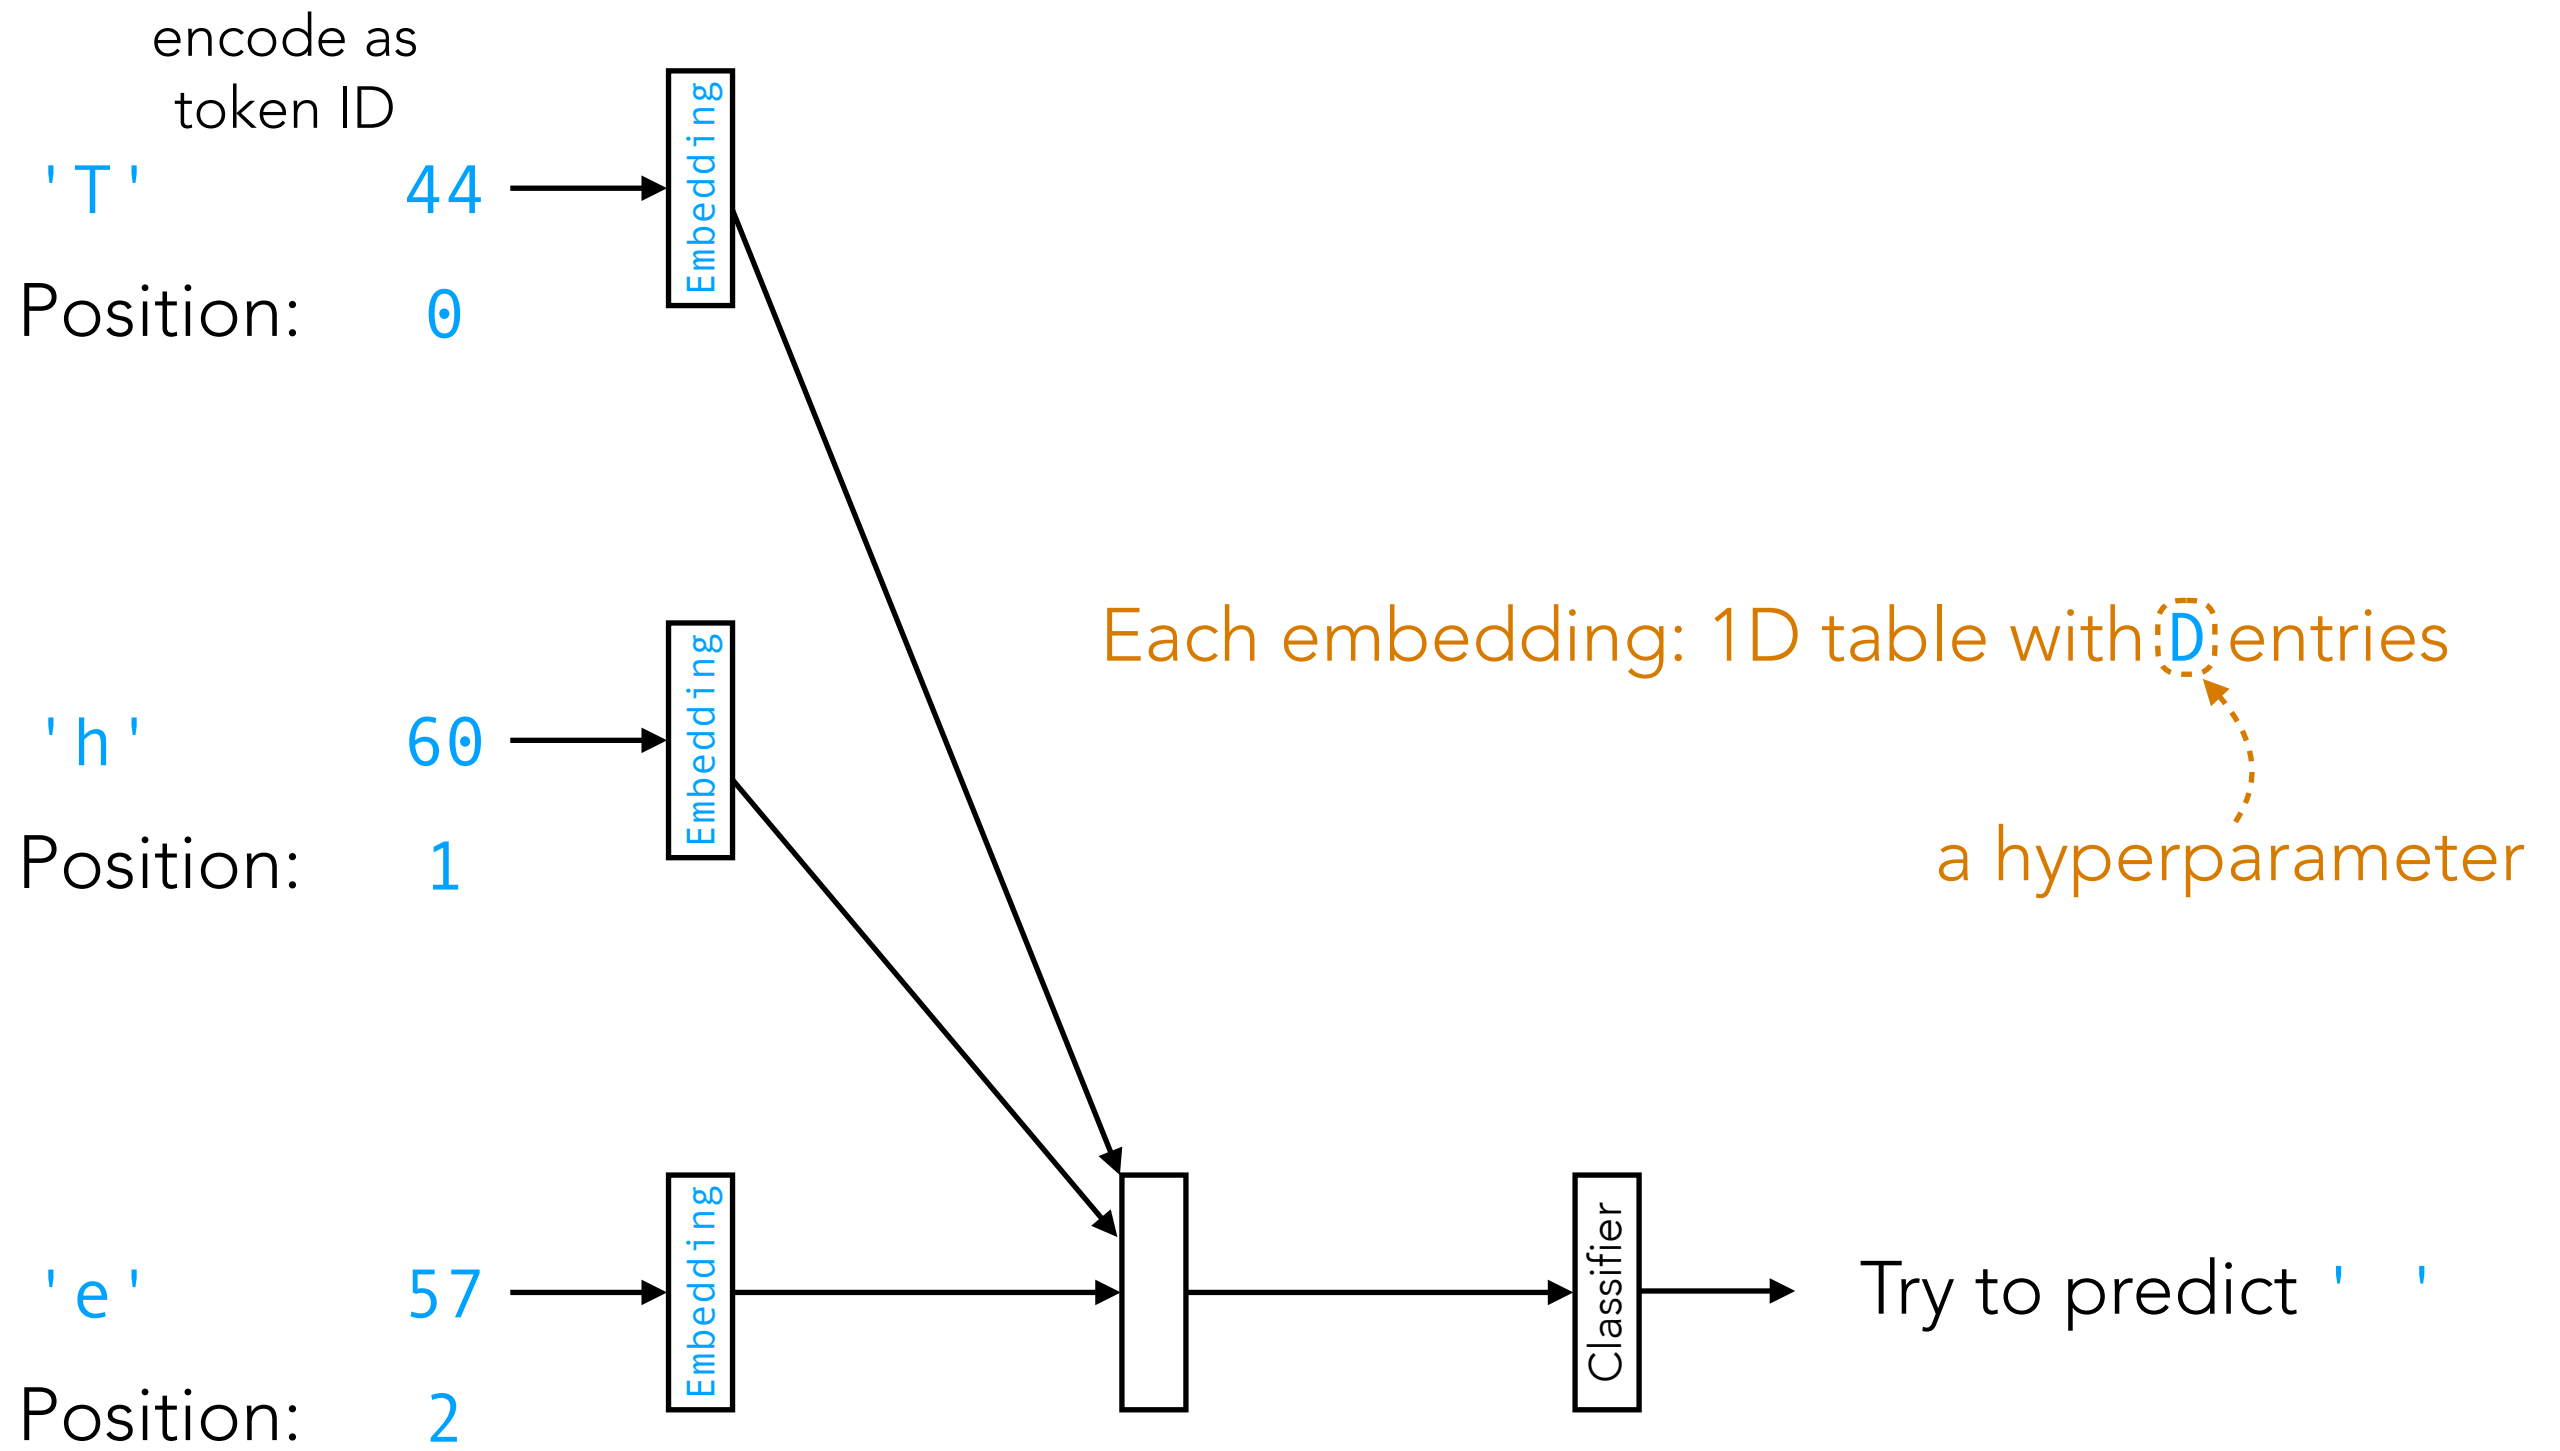 encode as
token ID
'T' 44
Embedding
Position: 0
Each embedding: 1D table with D entries
'h' 60
Embedding
Position: 1
a hyperparameter
'e' 57
Embedding
Classifier
Try to predict ' '
Position: 2